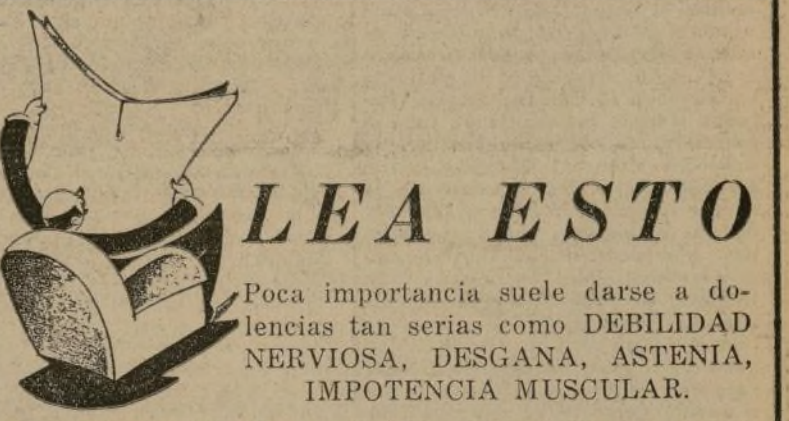 LEA ESTO
Poca importancia suele darse a do-
lencias tan serias como DEBILIDAD
NERVIOSA, DESGANA, ASTENIA,
IMPOTENCIA MUSCULAR.